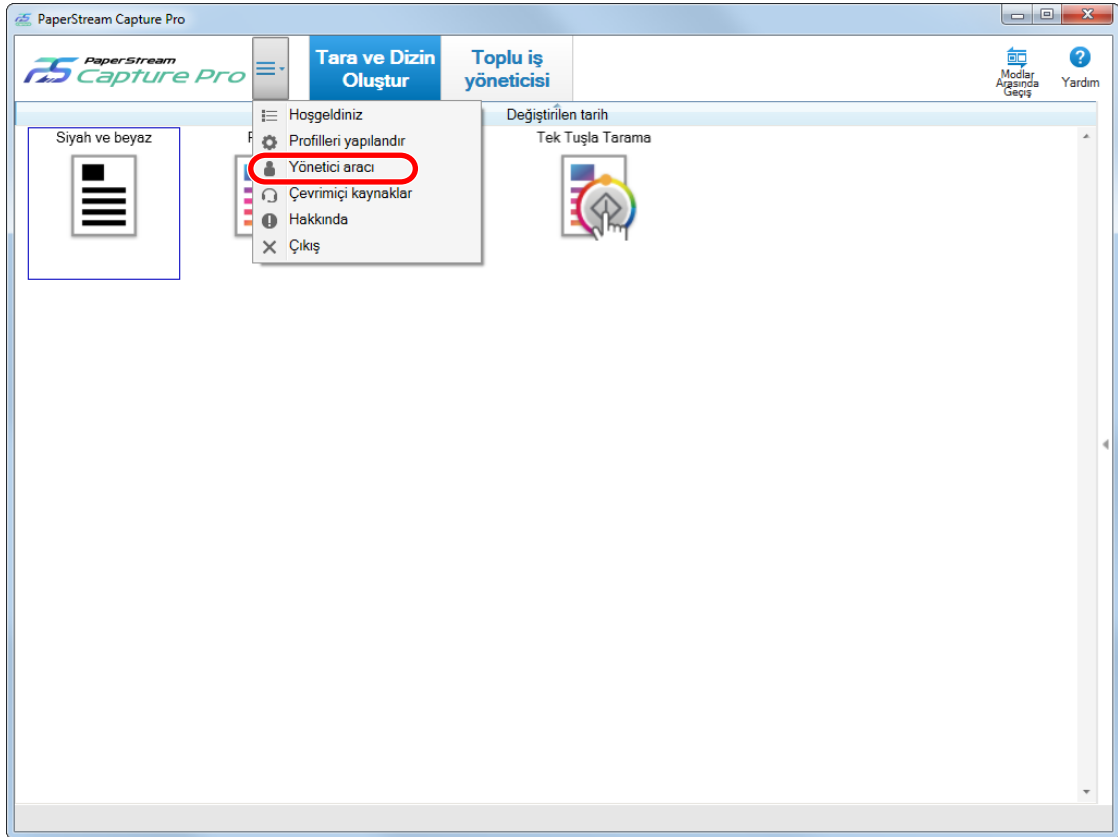 PaperStream Capture Pro
PaperStream
Capture Pro
Tara ve Dizin
Oluştur
Toplu iş
yöneticisi
Modlar
Arasında
Geçiş
Yardım
Değiştirilen tarih
Hoşgeldiniz
Profilleri yapılandır
Yönetici aracı
Çevrimiçi kaynaklar
Hakkında
Çıkış
Siyah ve beyaz
Tek Tuşla Tarama